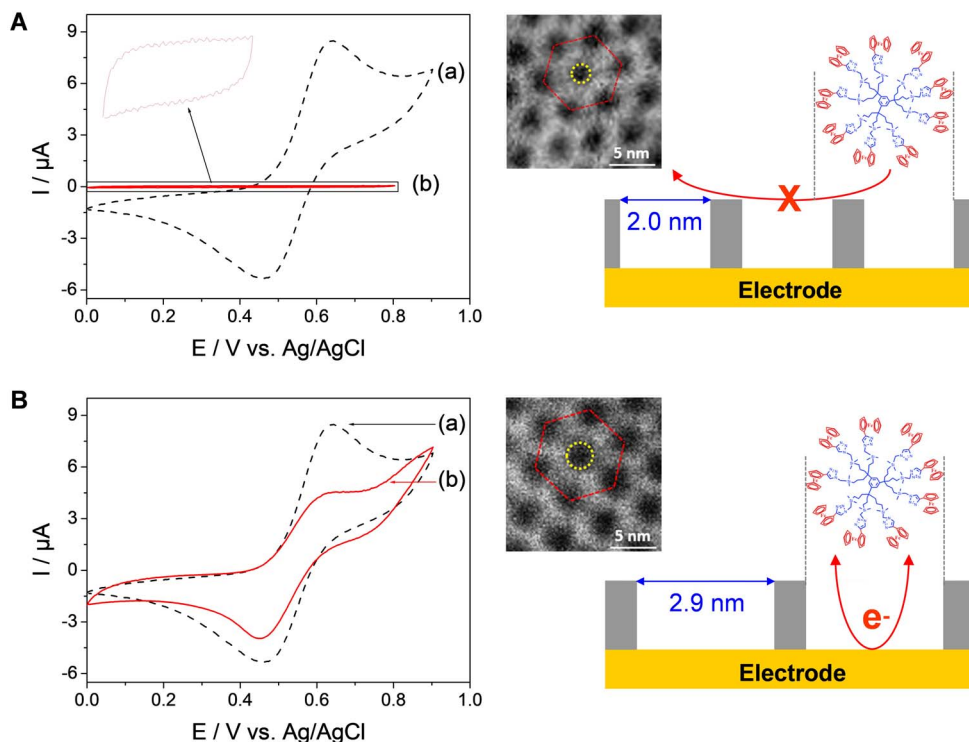 A
9
6
3
0
-3
-6
I / µA
0.0
0.2
0.4
0.6
0.8
1.0
E / V vs. Ag/AgCl
(a)
(b)
5 nm
X
2.0 nm
Electrode
B
9
6
3
0
-3
-6
I / µA
0.0
0.2
0.4
0.6
0.8
1.0
E / V vs. Ag/AgCl
(a)
(b)
5 nm
2.9 nm
e-
Electrode